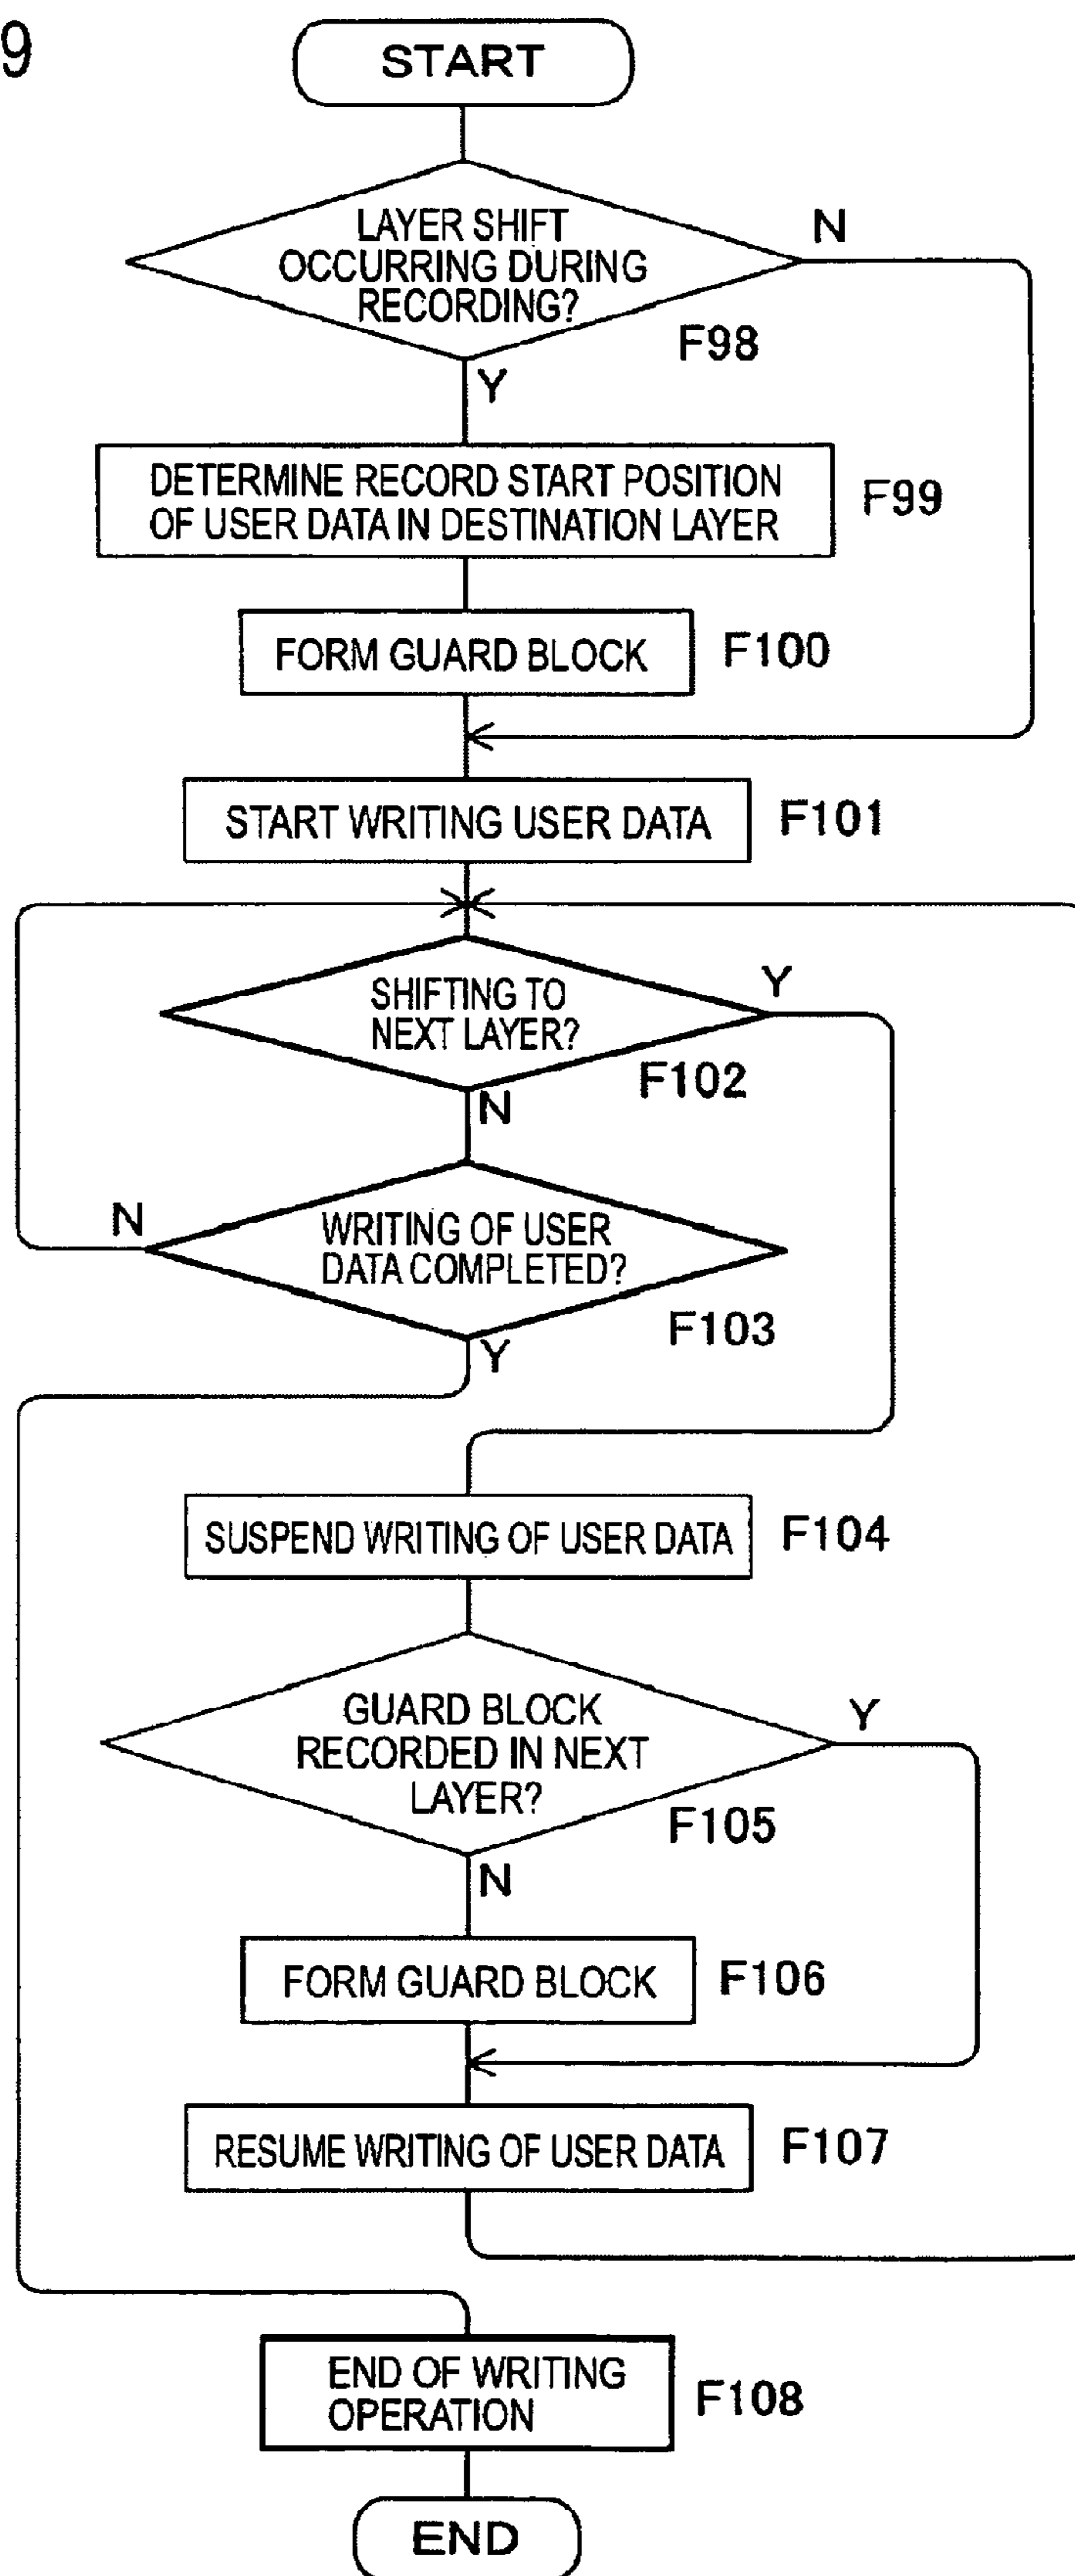 9
START
LAYER SHIFT
OCCURRING DURING
RECORDING?
N
F98
Y
DETERMINE RECORD START POSITION
OF USER DATA IN DESTINATION LAYER
F99
FORM GUARD BLOCK
F100
START WRITING USER DATA
F101
SHIFTING TO
NEXT LAYER?
Y
F102
N
WRITING OF USER
DATA COMPLETED?
N
F103
Y
SUSPEND WRITING OF USER DATA
F104
GUARD BLOCK
RECORDED IN NEXT
LAYER?
Y
F105
N
FORM GUARD BLOCK
F106
RESUME WRITING OF USER DATA
F107
END OF WRITING
OPERATION
F108
END